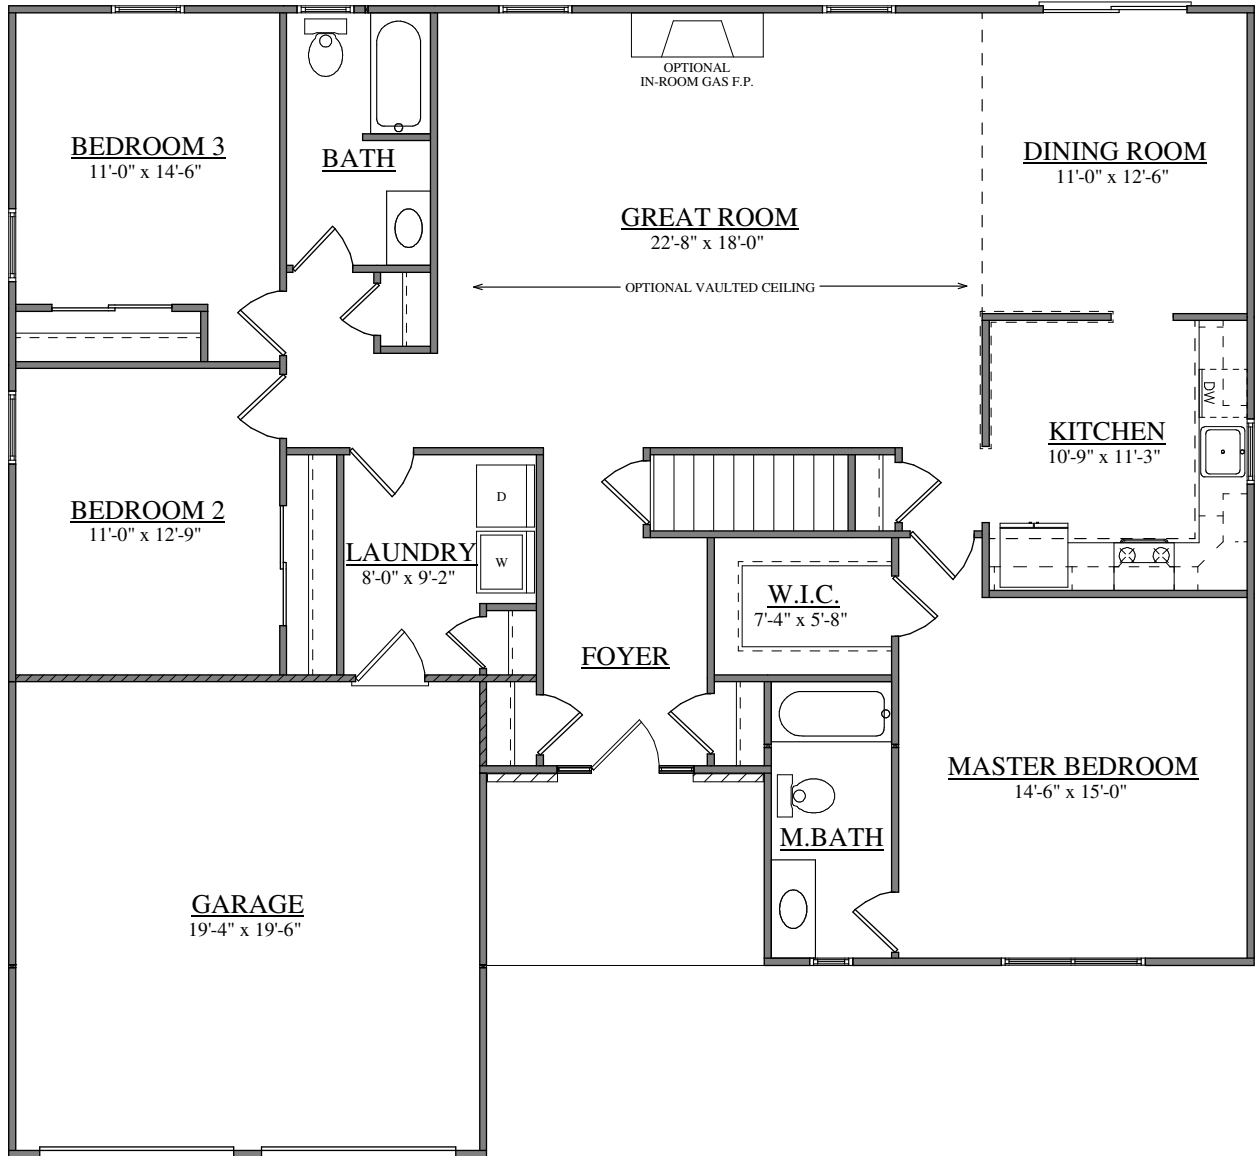 OPTIONAL
IN-ROOM GAS F.P.
BEDROOM 3
11'-0" x 14'-6"
BATH
DINING ROOM
11'-0" x 12'-6"
GREAT ROOM
22'-8" x 18'-0"
OPTIONAL VAULTED CEILING
DW
KITCHEN
10'-9" x 11'-3"
BEDROOM 2
11'-0" x 12'-9"
D
W
LAUNDRY
8'-0" x 9'-2"
W.I.C.
7'-4" x 5'-8"
FOYER
MASTER BEDROOM
14'-6" x 15'-0"
M.BATH
GARAGE
19'-4" x 19'-6"